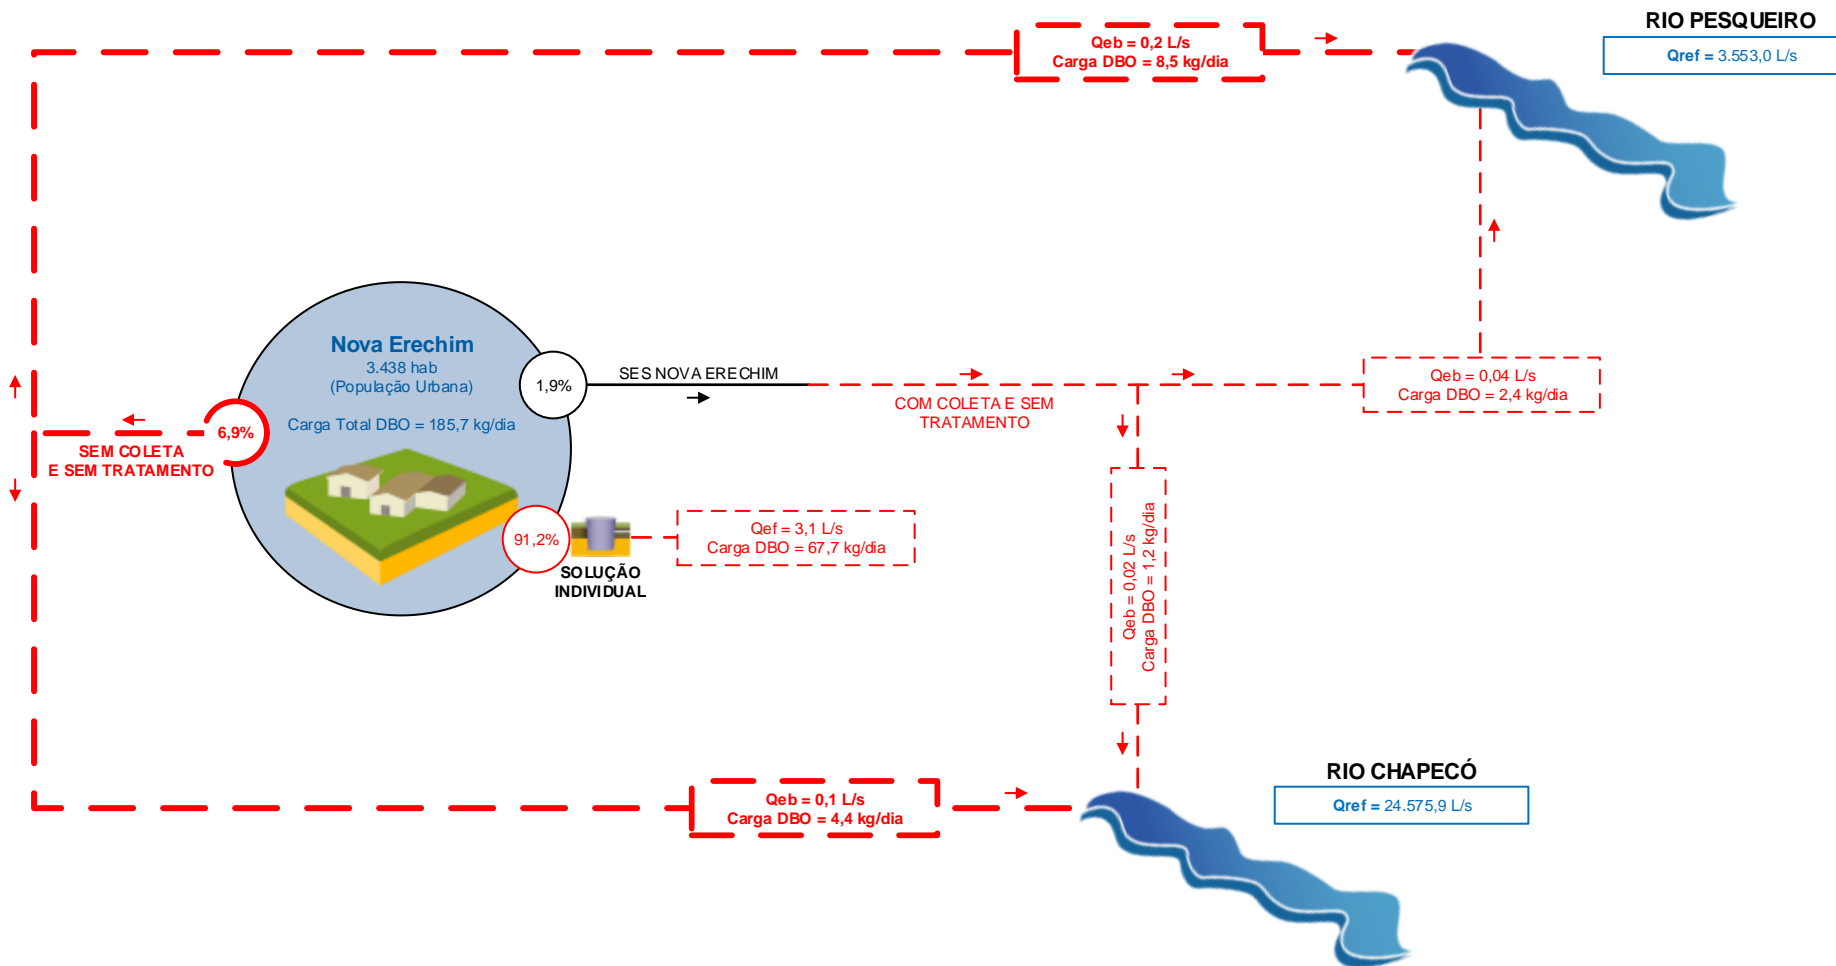 RIO PESQUEIRO
Qref = 3.553,0 L/s
Qeb = 0,2 L/s
Carga DBO = 8,5 kg/dia
Nova Erechim
3.438 hab
(População Urbana)
Carga Total DBO = 185,7 kg/dia
1,9%
SES NOVA ERECHIM
COM COLETA E SEM
TRATAMENTO
Qeb = 0,04 L/s
Carga DBO = 2,4 kg/dia
6,9%
SEM COLETA
E SEM TRATAMENTO
91,2%
SOLUÇÃO
INDIVIDUAL
Qef = 3,1 L/s
Carga DBO = 67,7 kg/dia
Qeb = 0,02 L/s
Carga DBO = 1,2 kg/dia
RIO CHAPECÓ
Qref = 24.575,9 L/s
Qeb = 0,1 L/s
Carga DBO = 4,4 kg/dia